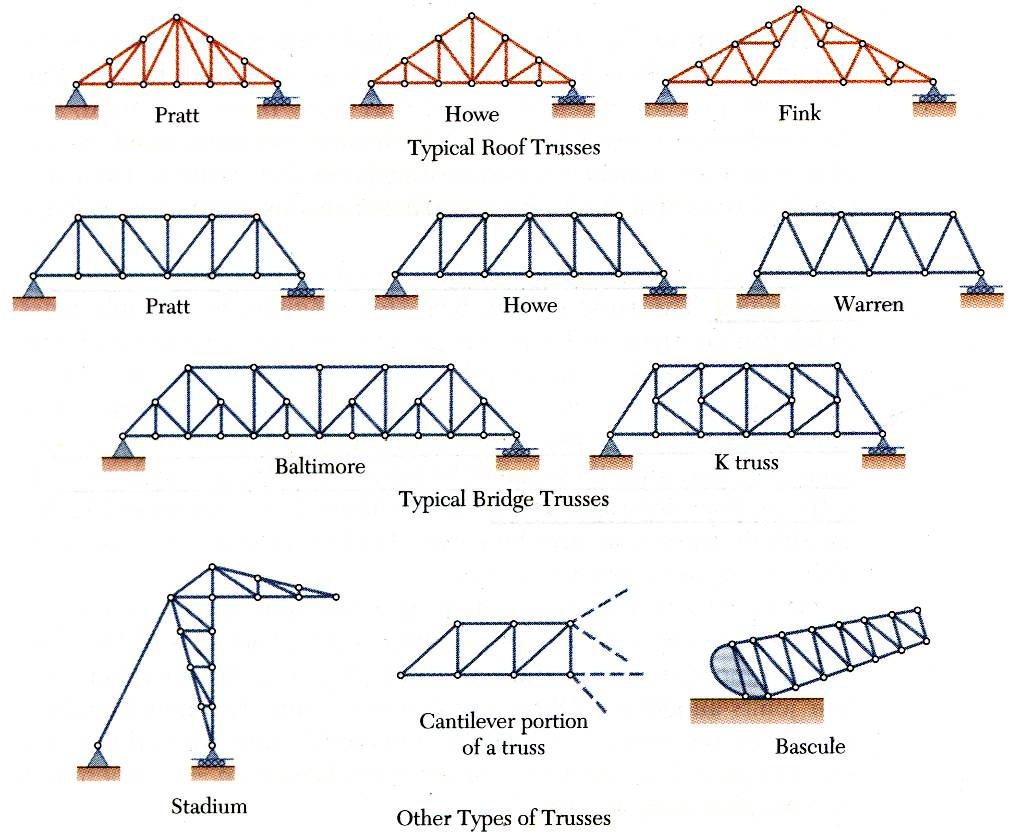 Pratt
Howe
Fink
Typical Roof Trusses
Pratt
Howe
Warren
Baltimore
K truss
Typical Bridge Trusses
Stadium
Cantilever portion
of a truss
Bascule
Other Types of Trusses